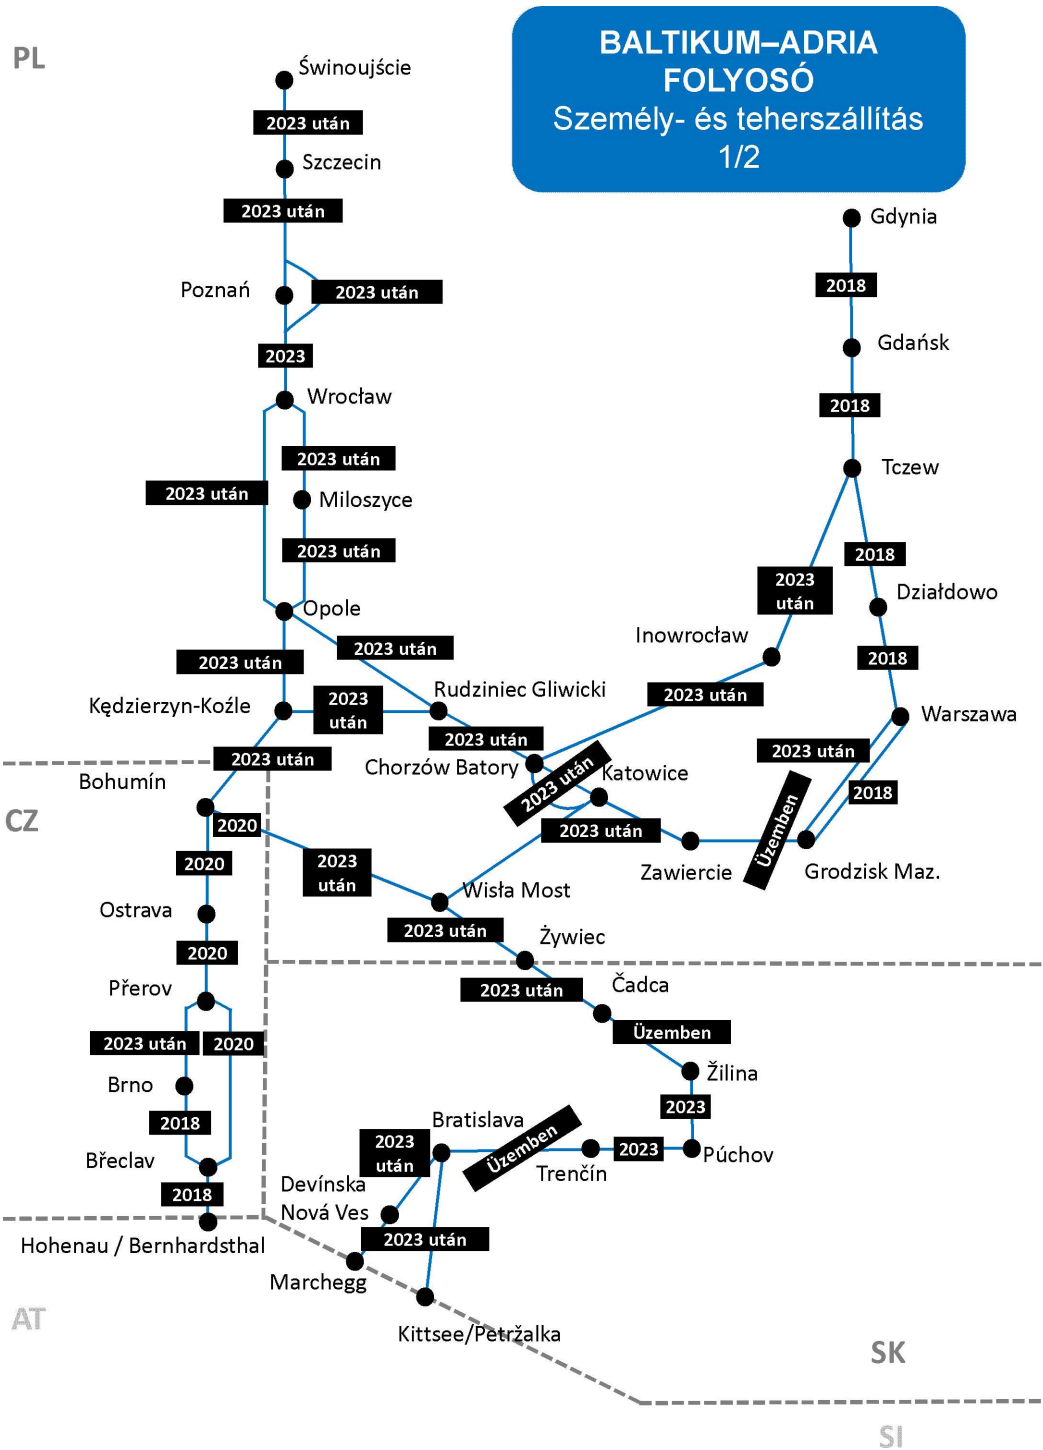 PL
BALTIKUM–ADRIA
FOLYOSÓ
Személy- és teherszállítás
1/2
Świnoujście
2023 után
Szczecin
2023 után
Gdynia
2018
Poznań
2023 után
Gdańsk
2023
2018
Wrocław
2023 után
Tczew
2023 után
Miloszyce
2023 után
2018
2023
után
Działdowo
Opole
Inowrocław
2023 után
2023 után
2018
Kędzierzyn-Koźle
2023
után
Rudziniec Gliwicki
2023 után
Warszawa
2023 után
2023 után
2023 után
Bohumín
Chorzów Batory
2023 után
Katowice
2018
CZ
2020
2023 után
Üzemben
2020
2023
után
Zawiercie
Grodzisk Maz.
Wisła Most
Ostrava
2023 után
Żywiec
2020
Přerov
2023 után
Čadca
2023 után
2020
Üzemben
Brno
Žilina
2018
2023
Bratislava
2023
után
Üzemben
2023
Břeclav
Trenčín
Púchov
2018
Devínska
Nová Ves
2023 után
Hohenau / Bernhardsthal
Marchegg
AT
Kittsee/Petržalka
SK
SI